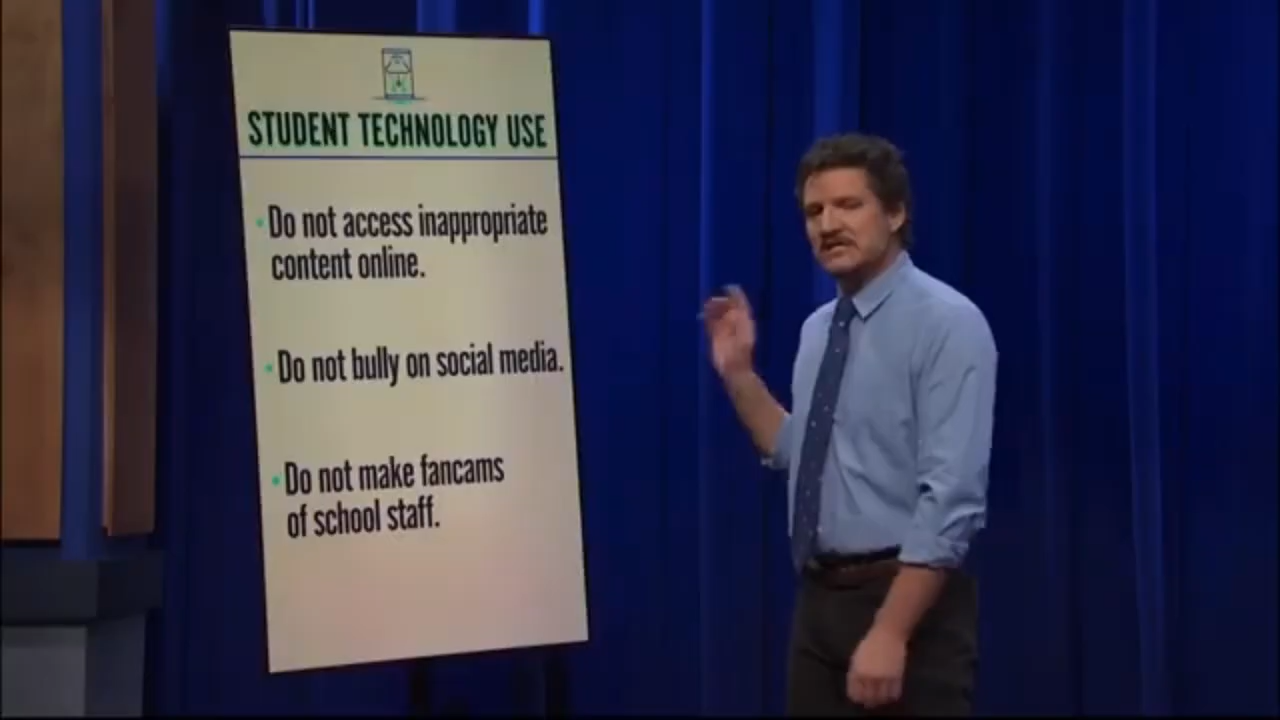 STUDENT TECHNOLOGY USE
Do not access inappropriate
content online.
Do not bully on social media.
Do not make fancams
of school staff.